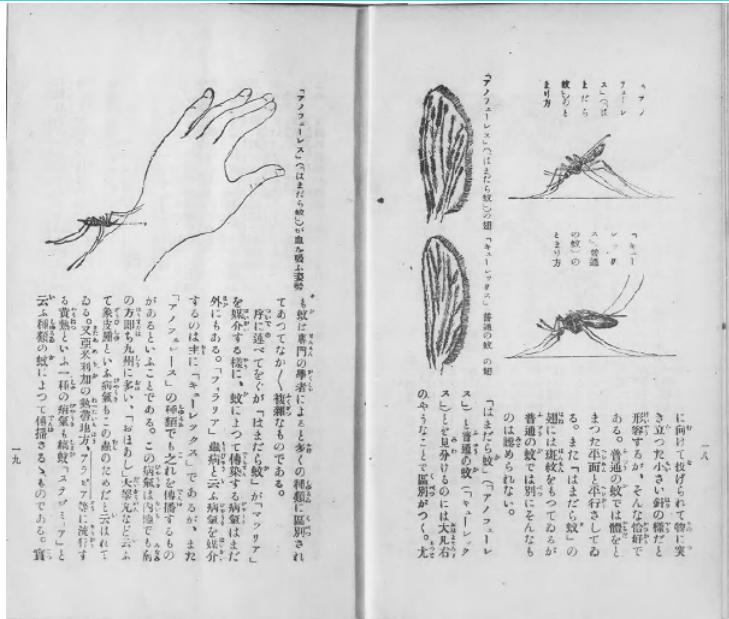 一八
「アノ
フェーレ
ス」(はま
だら
蚊)のと
まり方
「キュー
レックス」
普通
の蚊」の
とまり方
「アノフェーレス」(はまだら蚊)の翅
「キューレックス」普通の蚊 の翅
に向けて投げられて物に突
き立つた小さい針の樣だと
形容するが、そんな恰好で
ある。普通の蚊では體をと
まつた平面と平行さしてゐ
る。また「はまだら蚊」の
翅には斑紋をもつてゐるが
普通の蚊では別にそんなも
のは認められない。
「はまだら蚊」(「アノフェーレ
ス」)と普通の蚊(「キューレック
ス」)とを見分けるのには大凡右
のやうなことで區別がつく。尤
「アノフェーレス」(はまだら蚊)が血を吸ふ姿勢
も蚊は專門の學者によると多くの種類に區別され
てあつてなか〱複雜なものである。
序に述べてをくが「はまだら蚊」が「マラリア」
を媒介する樣に、蚊によつて傳染する病氣はまだ
外にもある。「フィラリア」蟲病と云ふ病氣を媒介
するのは主に「キューレックス」であるが、また
「アノフェレース」の種類でも之れを傳播するもの
があるといふことである。この病氣は内地でも南
の方即ち九州に多い、「おほあし」大睾丸など云ふ
て象皮腫といふ病氣もこの蟲のためだと云はれて
ゐる。又亞米利加の熱帶地方、アラビア等に流行す
る黄熱といふ一種の病氣も縞蚊「ステゴミーア」と
云ふ種類の蚊によつて傳播さるゝものである。實
一九